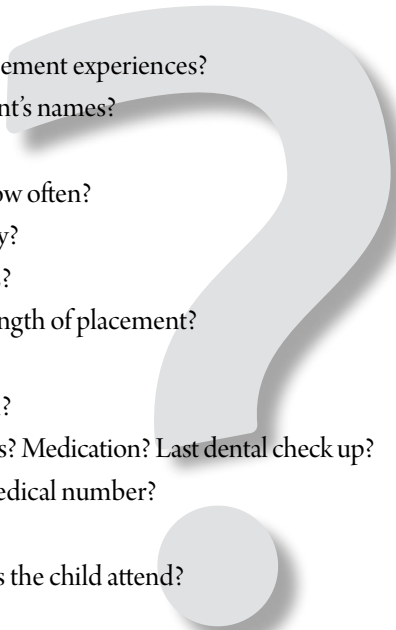 ement experiences?
nt’s names?
ow often?
y?
?
ngth of placement?
?
s? Medication? Last dental check up?
edical number?
s the child attend?